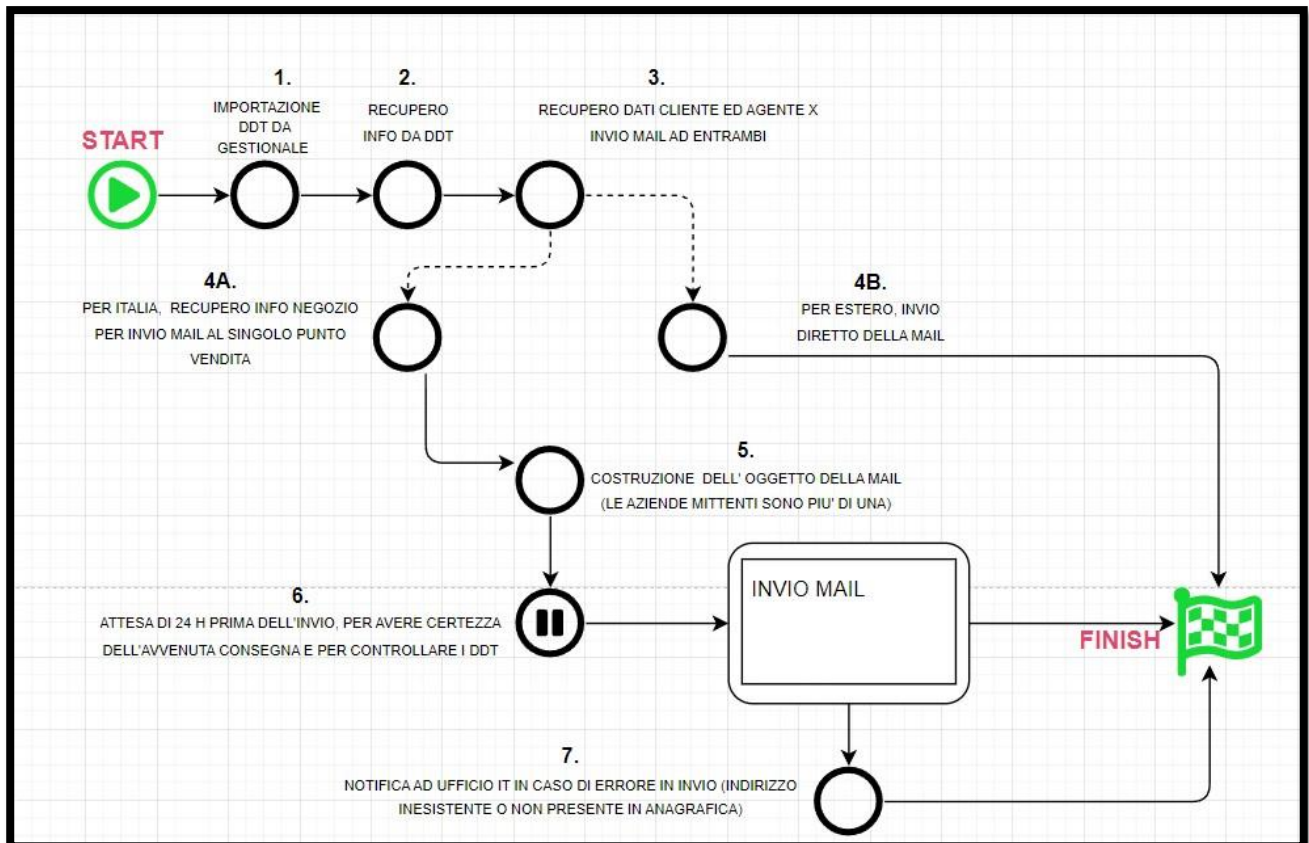 1.
IMPORTAZIONE
DDT DA
GESTIONALE
2.
RECUPERO
INFO DA DDT
3.
RECUPERO DATI CLIENTE ED AGENTE X
INVIO MAIL AD ENTRAMBI
START
4A.
PER ITALIA, RECUPERO INFO NEGOZIO
PER INVIO MAIL AL SINGOLO PUNTO
VENDITA
4B.
PER ESTERO, INVIO
DIRETTO DELLA MAIL
5.
COSTRUZIONE DELL' OGGETTO DELLA MAIL
(LE AZIENDE MITTENTI SONO PIU' DI UNA)
6.
ATTESA DI 24 H PRIMA DELL'INVIO, PER AVERE CERTEZZA
DELL'AVVENUTA CONSEGNA E PER CONTROLLARE I DDT
INVIO MAIL
FINISH
7.
NOTIFICA AD UFFICIO IT IN CASO DI ERRORE IN INVIO (INDIRIZZO
INESISTENTE O NON PRESENTE IN ANAGRAFICA)